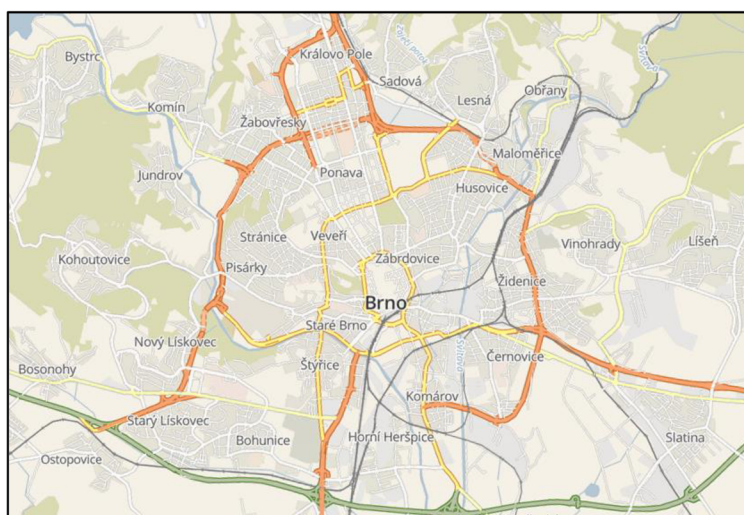 Královo Pole
Bystrc
Sadová
Obřany
Komín
Lesná
Žabovřesky
Maloměřice
Jundrov
Ponava
Husovice
Stránice
Veveří
Vinohrady
Líšeň
Kohoutovice
Pisárky
Zábrdovice
Židenice
Brno
Staré Brno
Nový Lískovec
Černovice
Bosonohy
Štýřice
Komárov
Starý Lískovec
Bohunice
Horní Heršpice
Slatina
Ostopovice
Svitava